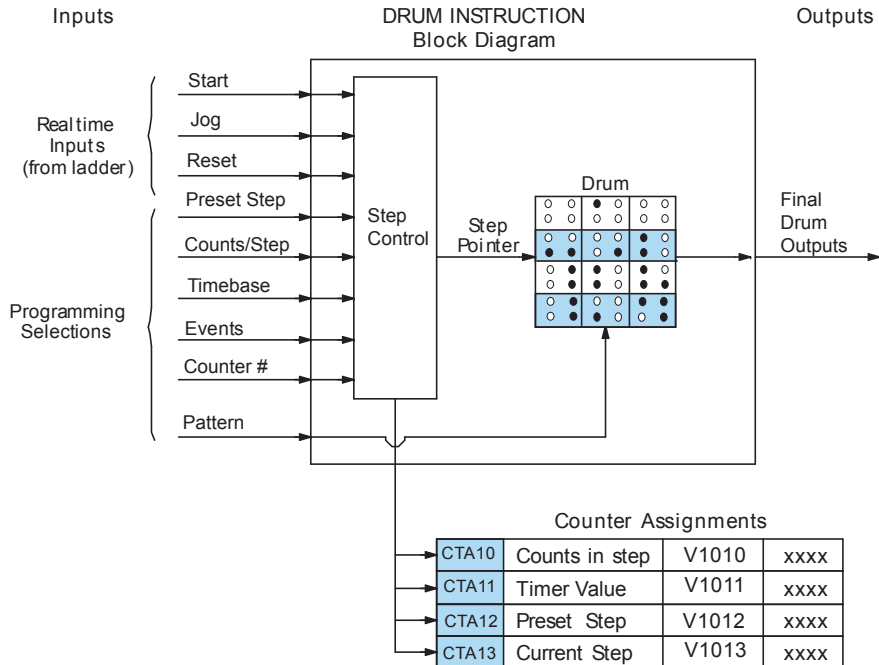 Inputs
DRUM INSTRUCTION
Block Diagram
Outputs
Realtime
Inputs
(from ladder)
Start
Jog
Reset
Programming
Selections
Preset Step
Counts/Step
Timebase
Events
Counter #
Pattern
Step
Control
Step
Pointer
Drum
Final
Drum
Outputs
Counter Assignments
CTA10 Counts in step V1010 xxxx
CTA11 Timer Value V1011 xxxx
CTA12 Preset Step V1012 xxxx
CTA13 Current Step V1013 xxxx